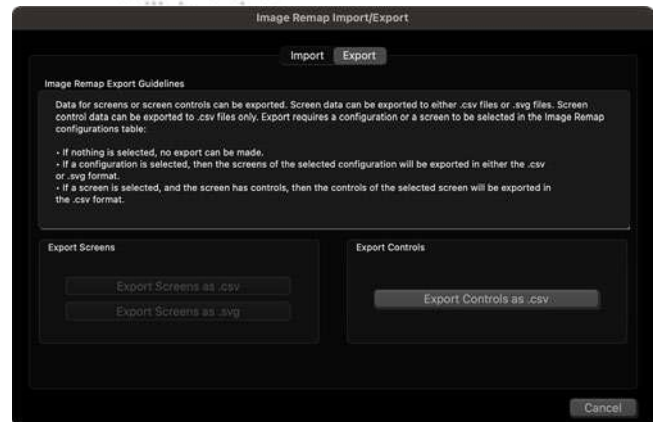 Image Remap Import/Export
Import Export
Image Remap Export Guidelines
Data for screens or screen controls can be exported. Screen data can be exported to either .csv files or .svg files. Screen
control data can be exported to .csv files only. Export requires a configuration or a screen to be selected in the Image Remap
configurations table:
• If nothing is selected, no export can be made.
• If a configuration is selected, then the screens of the selected configuration will be exported in either the .csv
or .svg format.
• If a screen is selected, and the screen has controls, then the controls of the selected screen will be exported in
the .csv format.
Export Screens
Export Screens as .csv
Export Screens as .svg
Export Controls
Export Controls as .csv
Cancel